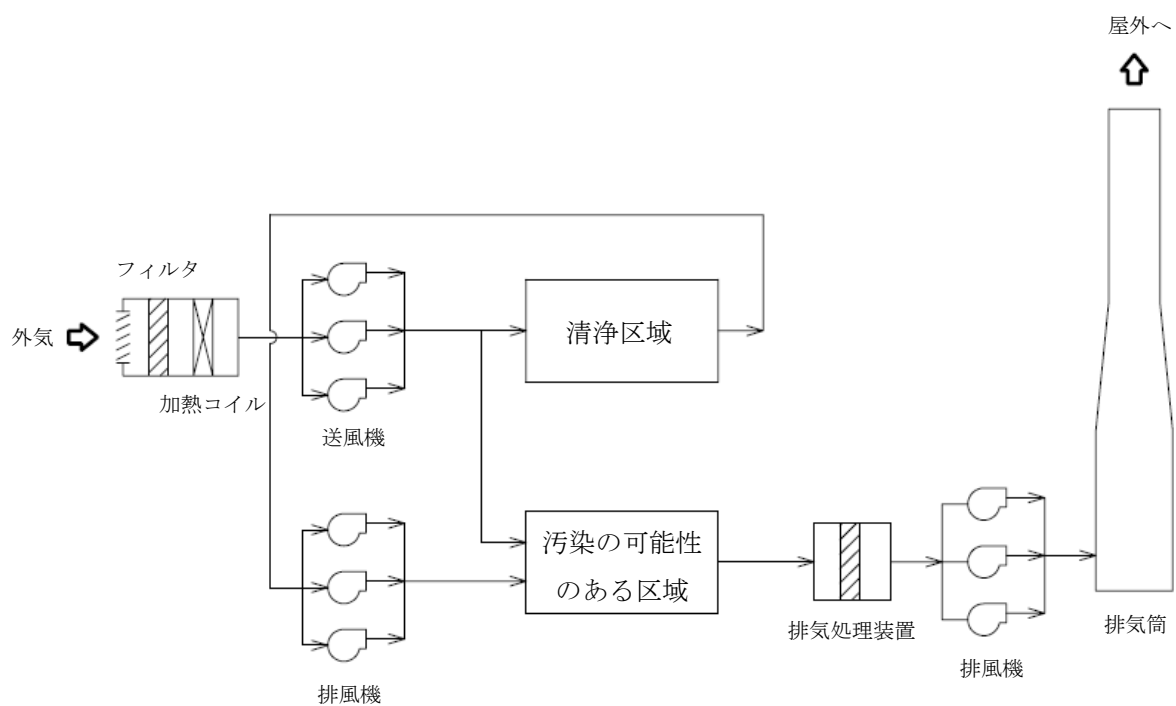 屋外へ
フィルタ
外気
清浄区域
加熱コイル
送風機
汚染の可能性
のある区域
排気処理装置
排気筒
排風機
排風機